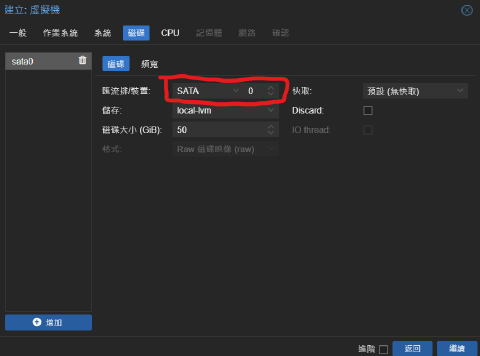 建立: 虛擬機
一般 作業系統 系統 磁碟 CPU 記憶體 網路 確認
sata0
磁碟 頻寬
匯流排/裝置: SATA 0 快取: 預設 (無快取)
儲存: local-lvm Discard:
磁碟大小 (GiB): 50 IO thread:
格式: Raw 磁碟映像 (raw)
增加
進階 返回 繼續